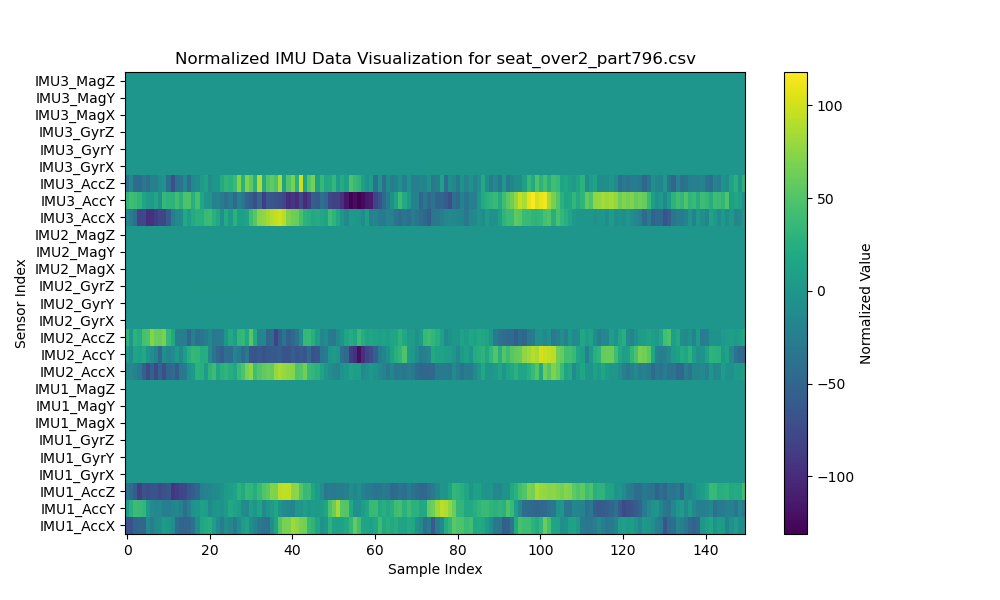 Normalized IMU Data Visualization for seat_over2_part796.csv
IMU3_MagZ
IMU3_MagY
IMU3_MagX
IMU3_GyrZ
IMU3_GyrY
IMU3_GyrX
IMU3_AccZ
IMU3_AccY
IMU3_AccX
IMU2_MagZ
IMU2_MagY
IMU2_MagX
IMU2_GyrZ
IMU2_GyrY
IMU2_GyrX
IMU2_AccZ
IMU2_AccY
IMU2_AccX
IMU1_MagZ
IMU1_MagY
IMU1_MagX
IMU1_GyrZ
IMU1_GyrY
IMU1_GyrX
IMU1_AccZ
IMU1_AccY
IMU1_AccX
Sensor Index
0 20 40 60 80 100 120 140
Sample Index
100
50
0
−50
−100
Normalized Value